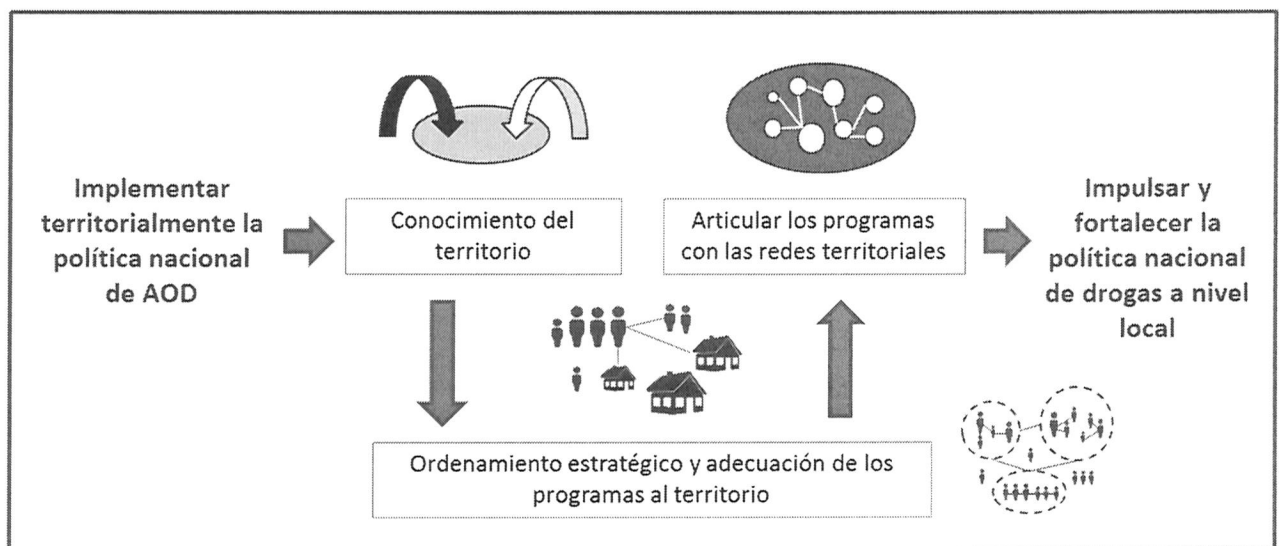 Implementar
territorialmente la
política nacional
de AOD
Conocimiento del
territorio
Ordenamiento estratégico y adecuación de los
programas al territorio
Articular los programas
con las redes territoriales
Impulsar y
fortalecer la
política nacional
de drogas a nivel
local